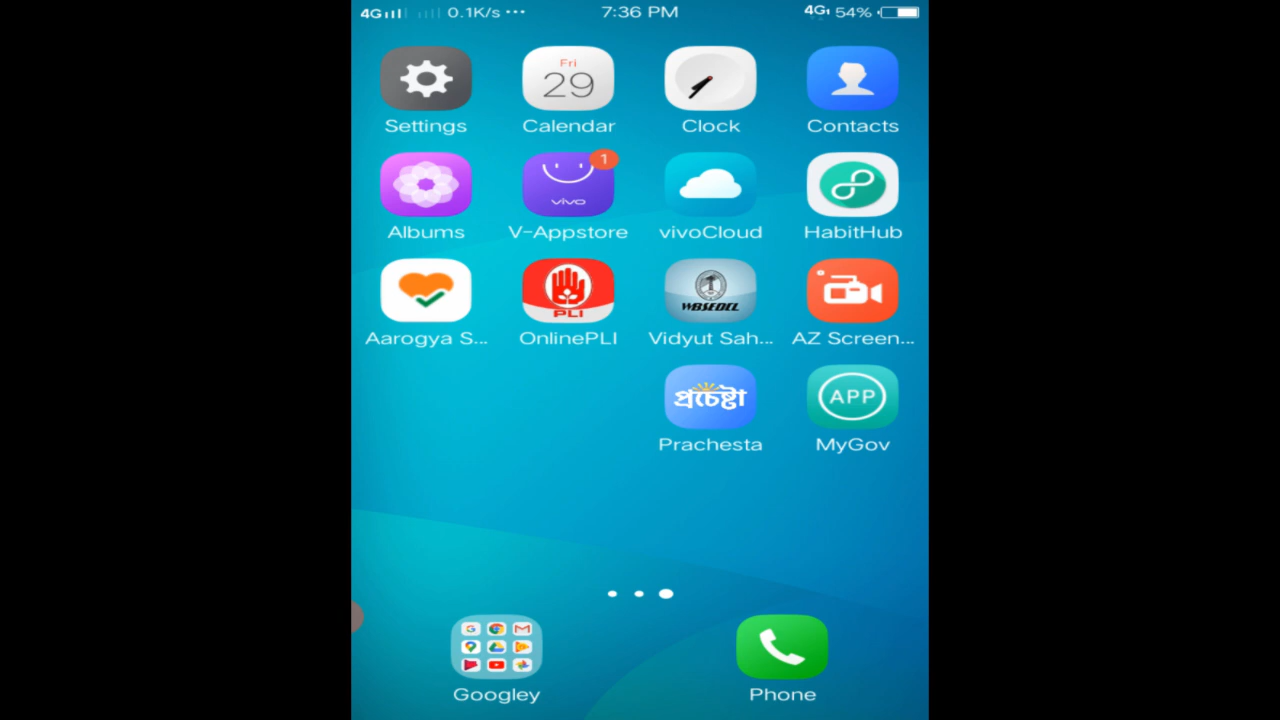 4G 0.1K/s ••• 7:36 PM 4G 54%
Fri
29
Settings Calendar Clock Contacts
1
vivo
Albums V-Appstore vivoCloud HabitHub
PLI WBSEDCL
Aarogya S... OnlinePLI Vidyut Sah... AZ Screen...
প্রচেষ্টা APP
Prachesta MyGov
Googley Phone